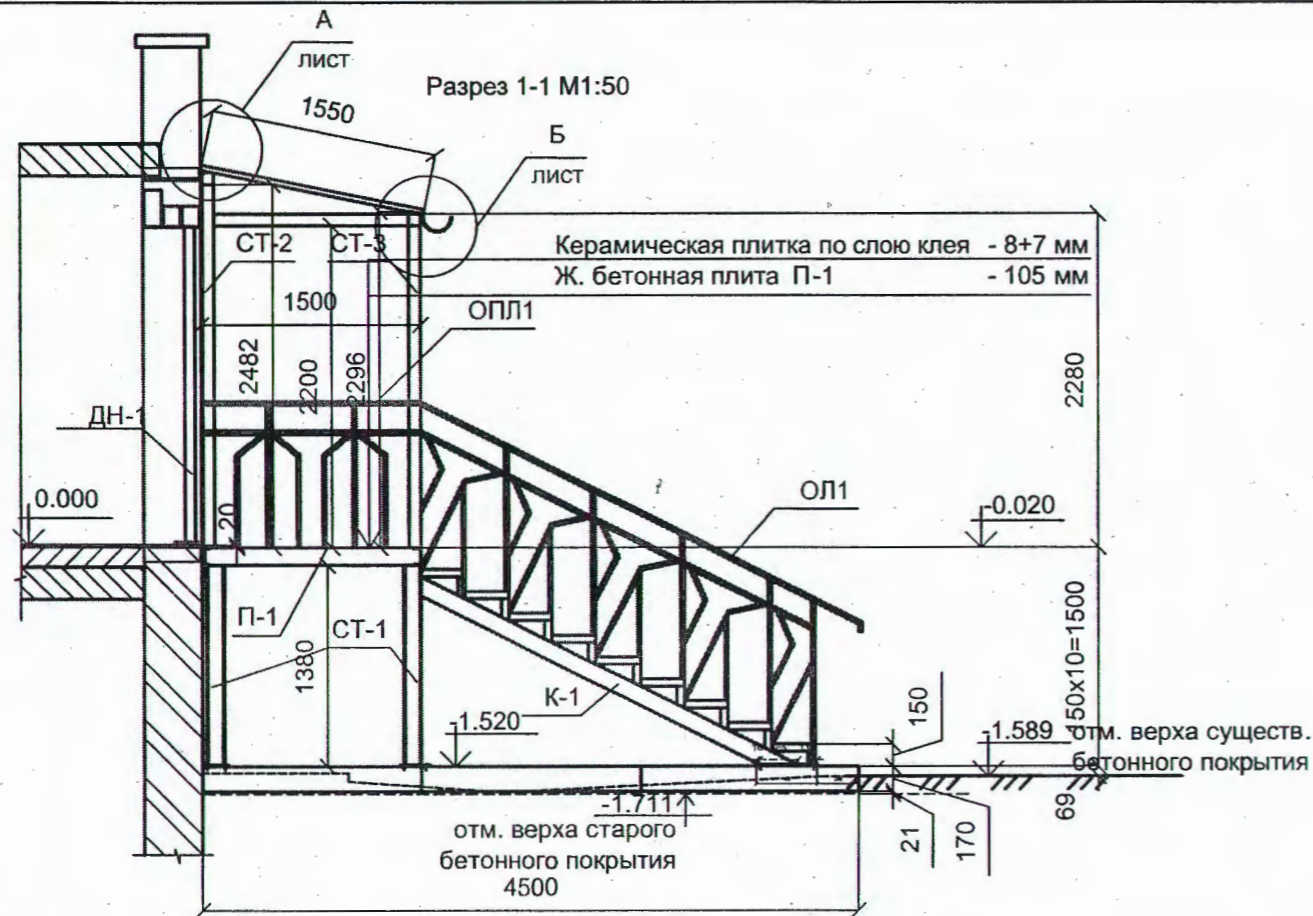 А
лист
Разрез 1-1 М1:50
1550
Б
лист
СТ-2
СТ-3
Керамическая плитка по слою клея - 8+7 мм
Ж. бетонная плита П-1 - 105 мм
1500
ОПЛ1
2482
2200
2296
2280
ДН-1
0.000
20
ОЛ1
-0.020
П-1
СТ-1
1380
К-1
-1.520
150
150х10=1500
-1.589
отм. верха существ.
бетонного покрытия
-1.711
отм. верха старого
бетонного покрытия
21
170
69
4500